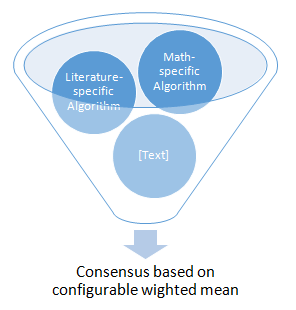 Literature-
specific
Algorithm
Math-
specific
Algorithm
[Text]
Consensus based on
configurable wighted mean